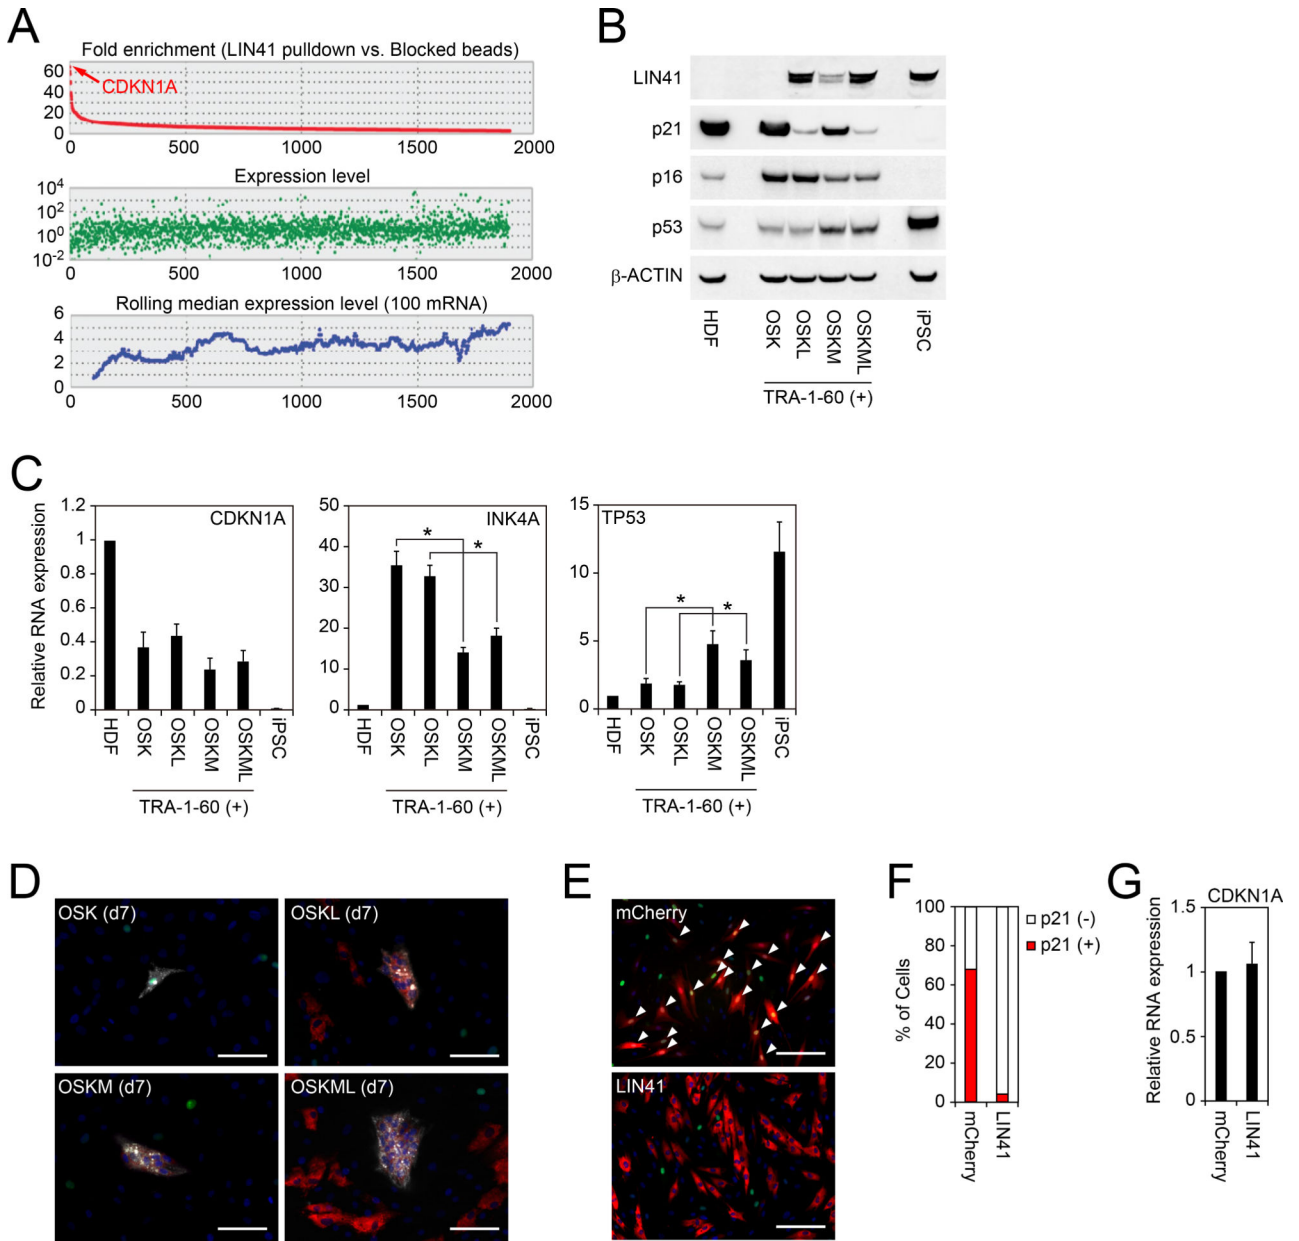 A
Fold enrichment (LIN41 pulldown vs. Blocked beads)
60
40
20
0
CDKN1A
0 500 1000 1500 2000
Expression level
10^4
10^2
10^0
10^-2
0 500 1000 1500 2000
Rolling median expression level (100 mRNA)
6
4
2
0
0 500 1000 1500 2000
B
LIN41
p21
p16
p53
β-ACTIN
HDF OSK OSKL OSKM OSKML iPSC
TRA-1-60 (+)
C
Relative RNA expression
CDKN1A
1.2
1
0.8
0.6
0.4
0.2
0
HDF OSK OSKL OSKM OSKML iPSC
TRA-1-60 (+)
INK4A
50
40
30
20
10
0
*
*
HDF OSK OSKL OSKM OSKML iPSC
TRA-1-60 (+)
TP53
15
10
5
0
*
*
HDF OSK OSKL OSKM OSKML iPSC
TRA-1-60 (+)
D
OSK (d7)
OSKL (d7)
OSKM (d7)
OSKML (d7)
E
mCherry
LIN41
F
% of Cells
100
80
60
40
20
0
p21 (-)
p21 (+)
mCherry LIN41
G
CDKN1A
Relative RNA expression
1.5
1
0.5
0
mCherry LIN41